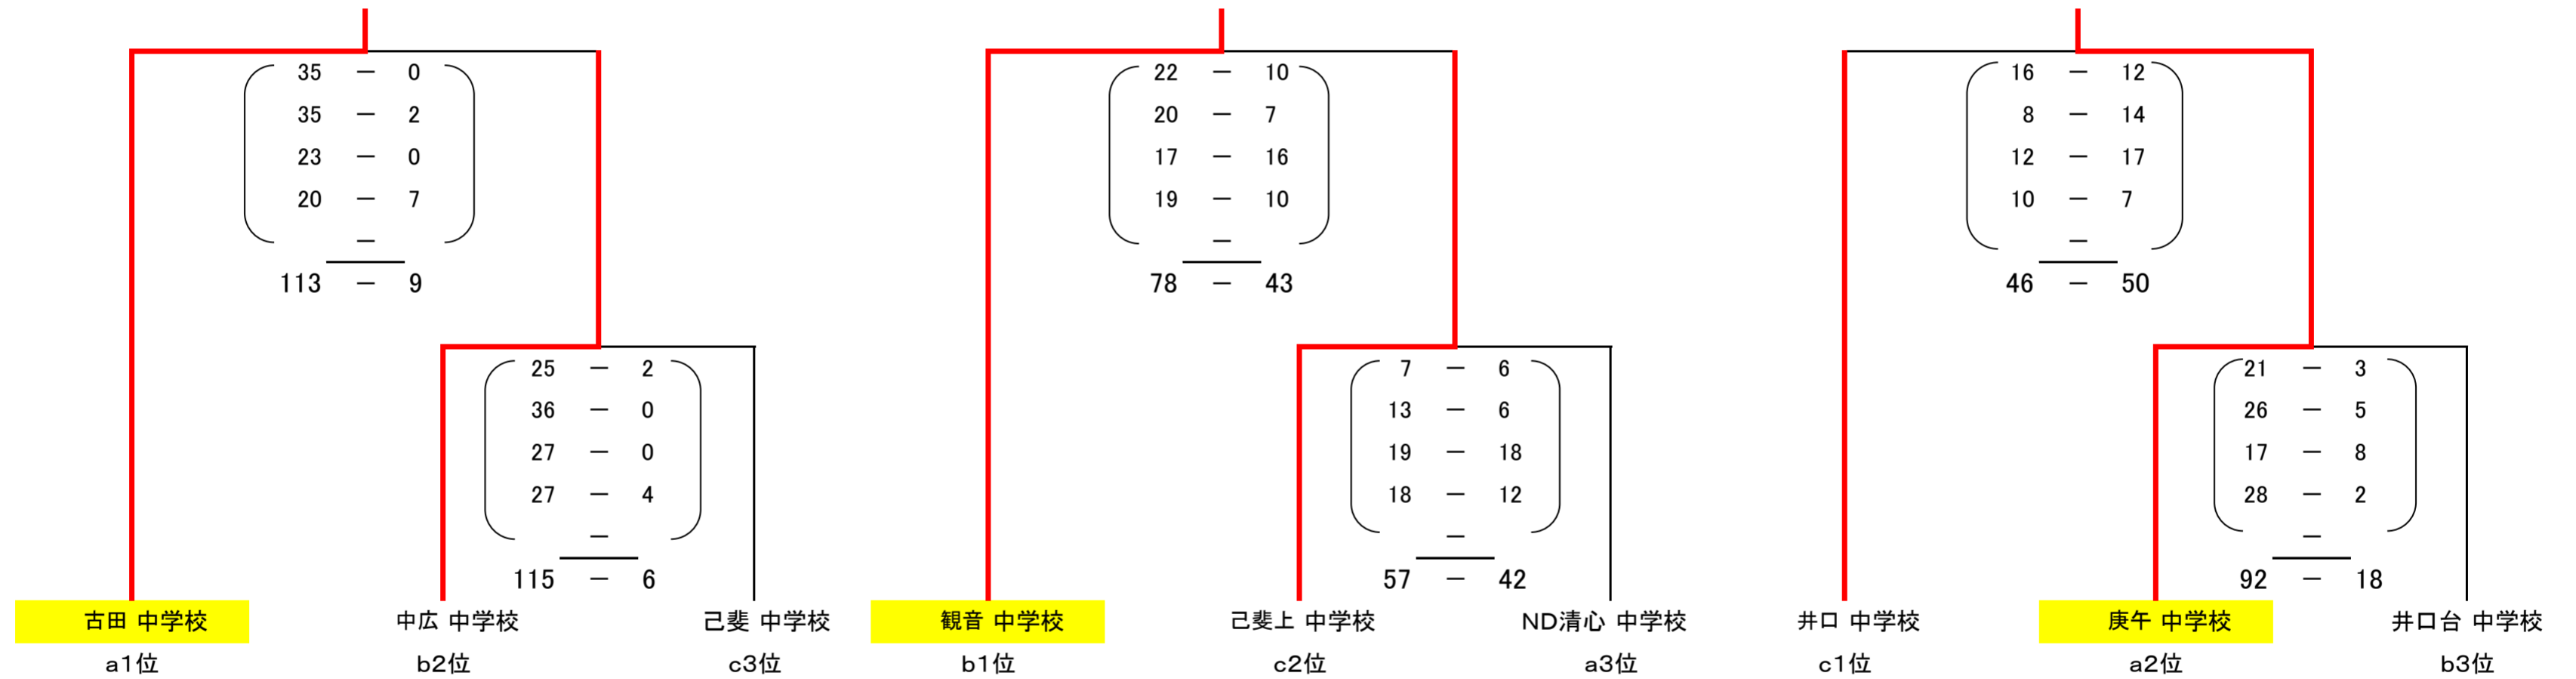 35 － 0 22 － 10 16 － 12
35 － 2 20 － 7 8 － 14
23 － 0 17 － 16 12 － 17
20 － 7 19 － 10 10 － 7
－ － －
113 － 9 78 － 43 46 － 50
25 － 2 7 － 6 21 － 3
36 － 0 13 － 6 26 － 5
27 － 0 19 － 18 17 － 8
27 － 4 18 － 12 28 － 2
－ － －
115 － 6 57 － 42 92 － 18
古田 中学校 中広 中学校 己斐 中学校 観音 中学校 己斐上 中学校 ND清心 中学校 井口 中学校 庚午 中学校 井口台 中学校
a1位 b2位 c3位 b1位 c2位 a3位 c1位 a2位 b3位